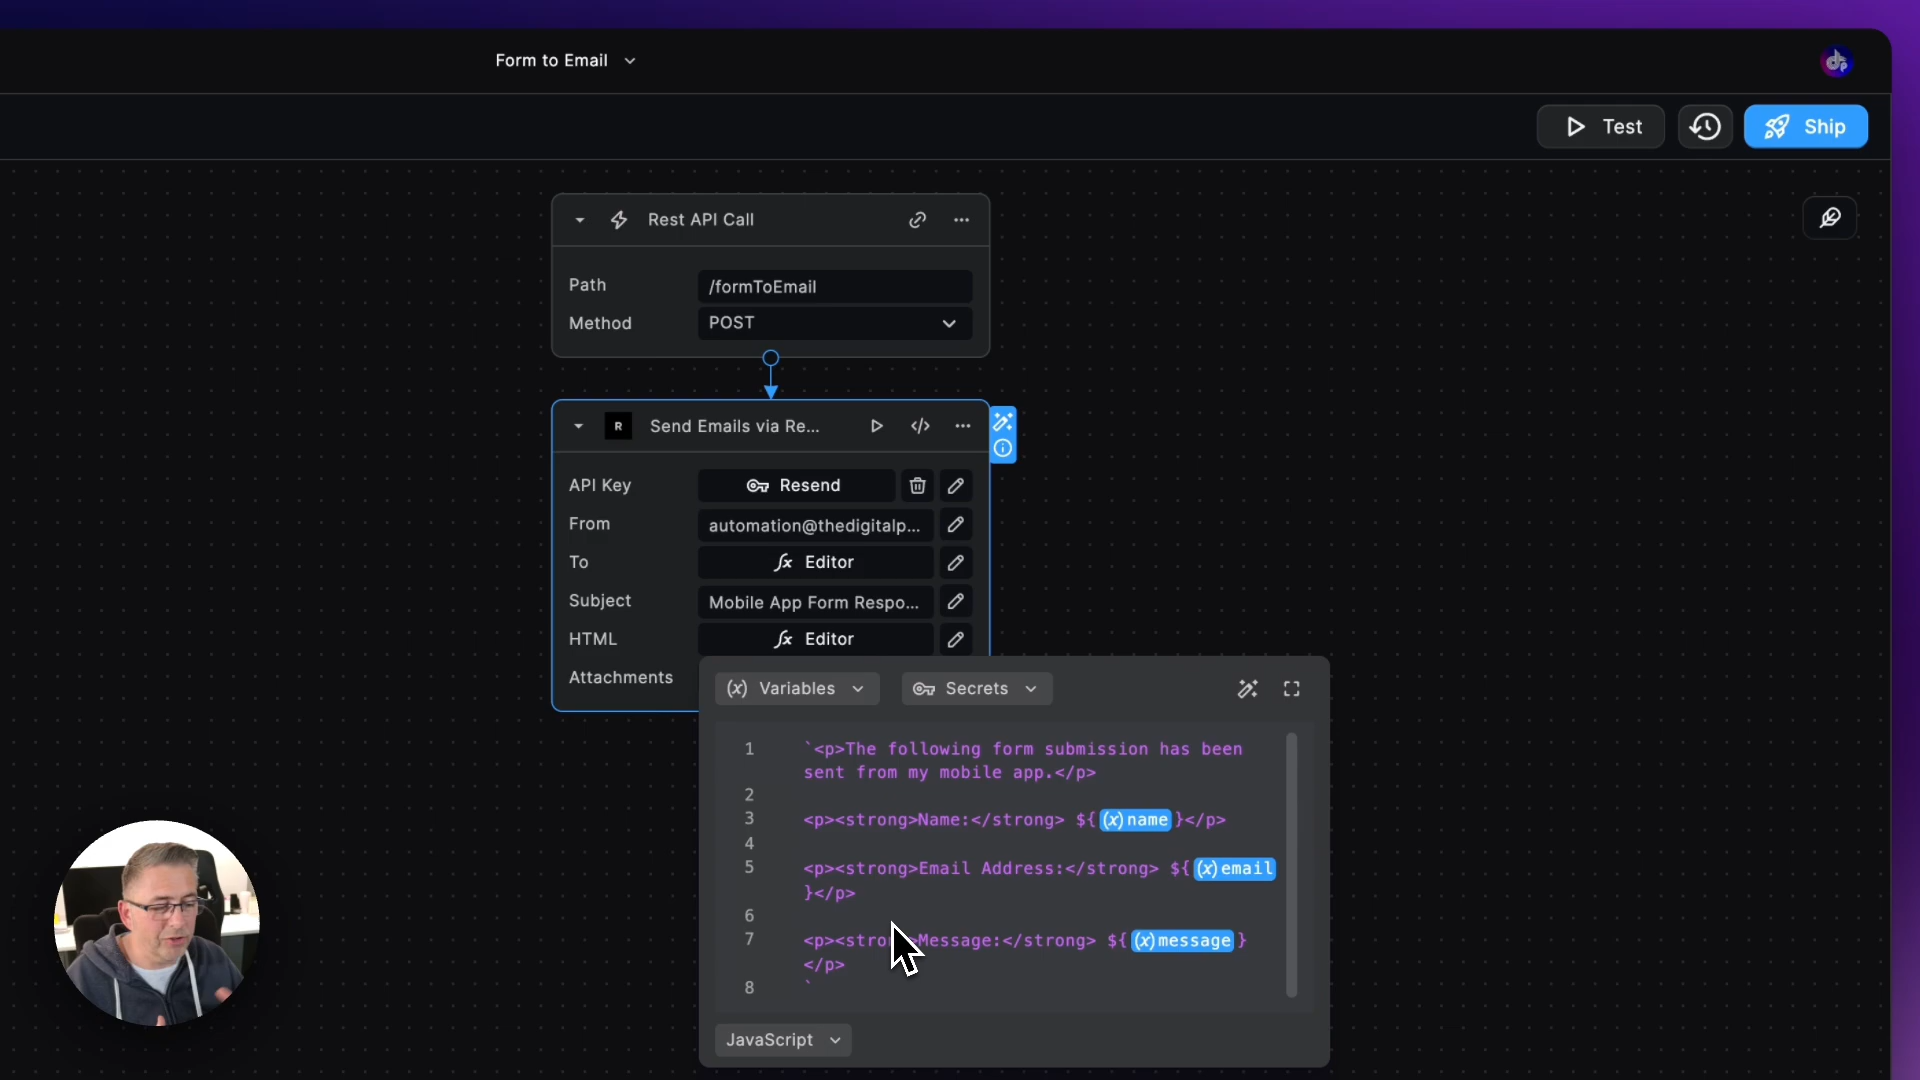 Form to Email
Test
Ship
Rest API Call
Path
/formToEmail
Method
POST
R
Send Emails via Re...
API Key
Resend
From
automation@thedigitalp...
To
fx Editor
Subject
Mobile App Form Respo...
HTML
fx Editor
Attachments
(x) Variables
Secrets
1 `<p>The following form submission has been
sent from my mobile app.</p>
2
3 <p><strong>Name:</strong> ${(x)name}</p>
4
5 <p><strong>Email Address:</strong> ${(x)email
}</p>
6
7 <p><stron>Message:</strong> ${(x)message}
</p>
8 `
JavaScript